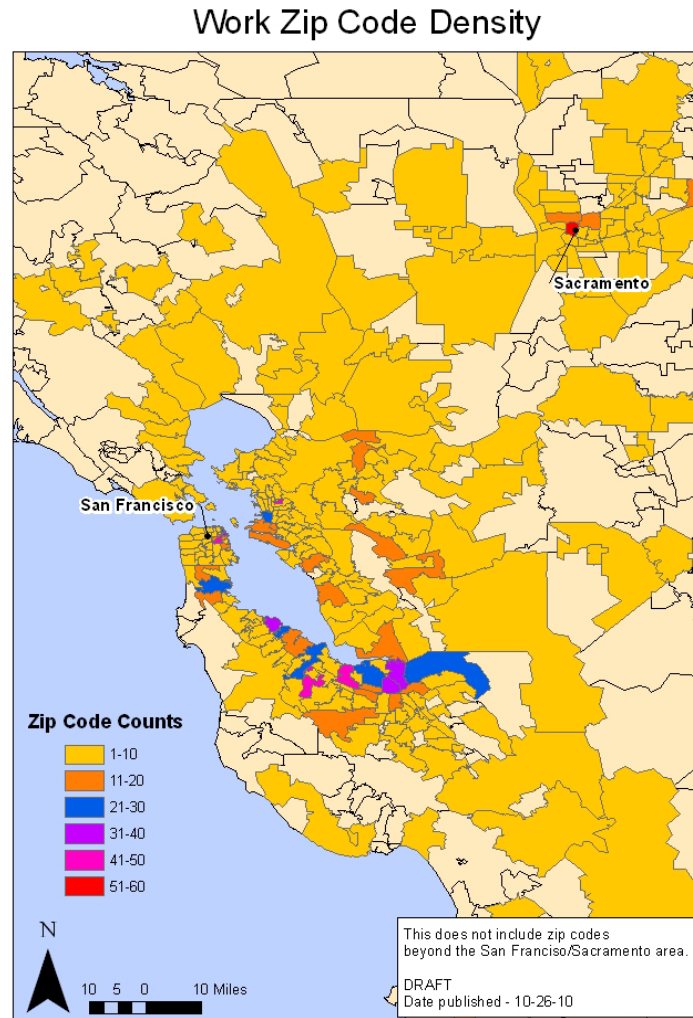 Work Zip Code Density
Sacramento
San Francisco
Zip Code Counts
1-10
11-20
21-30
31-40
41-50
51-60
N
10 5 0 10 Miles
This does not include zip codes
beyond the San Franciso/Sacramento area.
DRAFT
Date published - 10-26-10